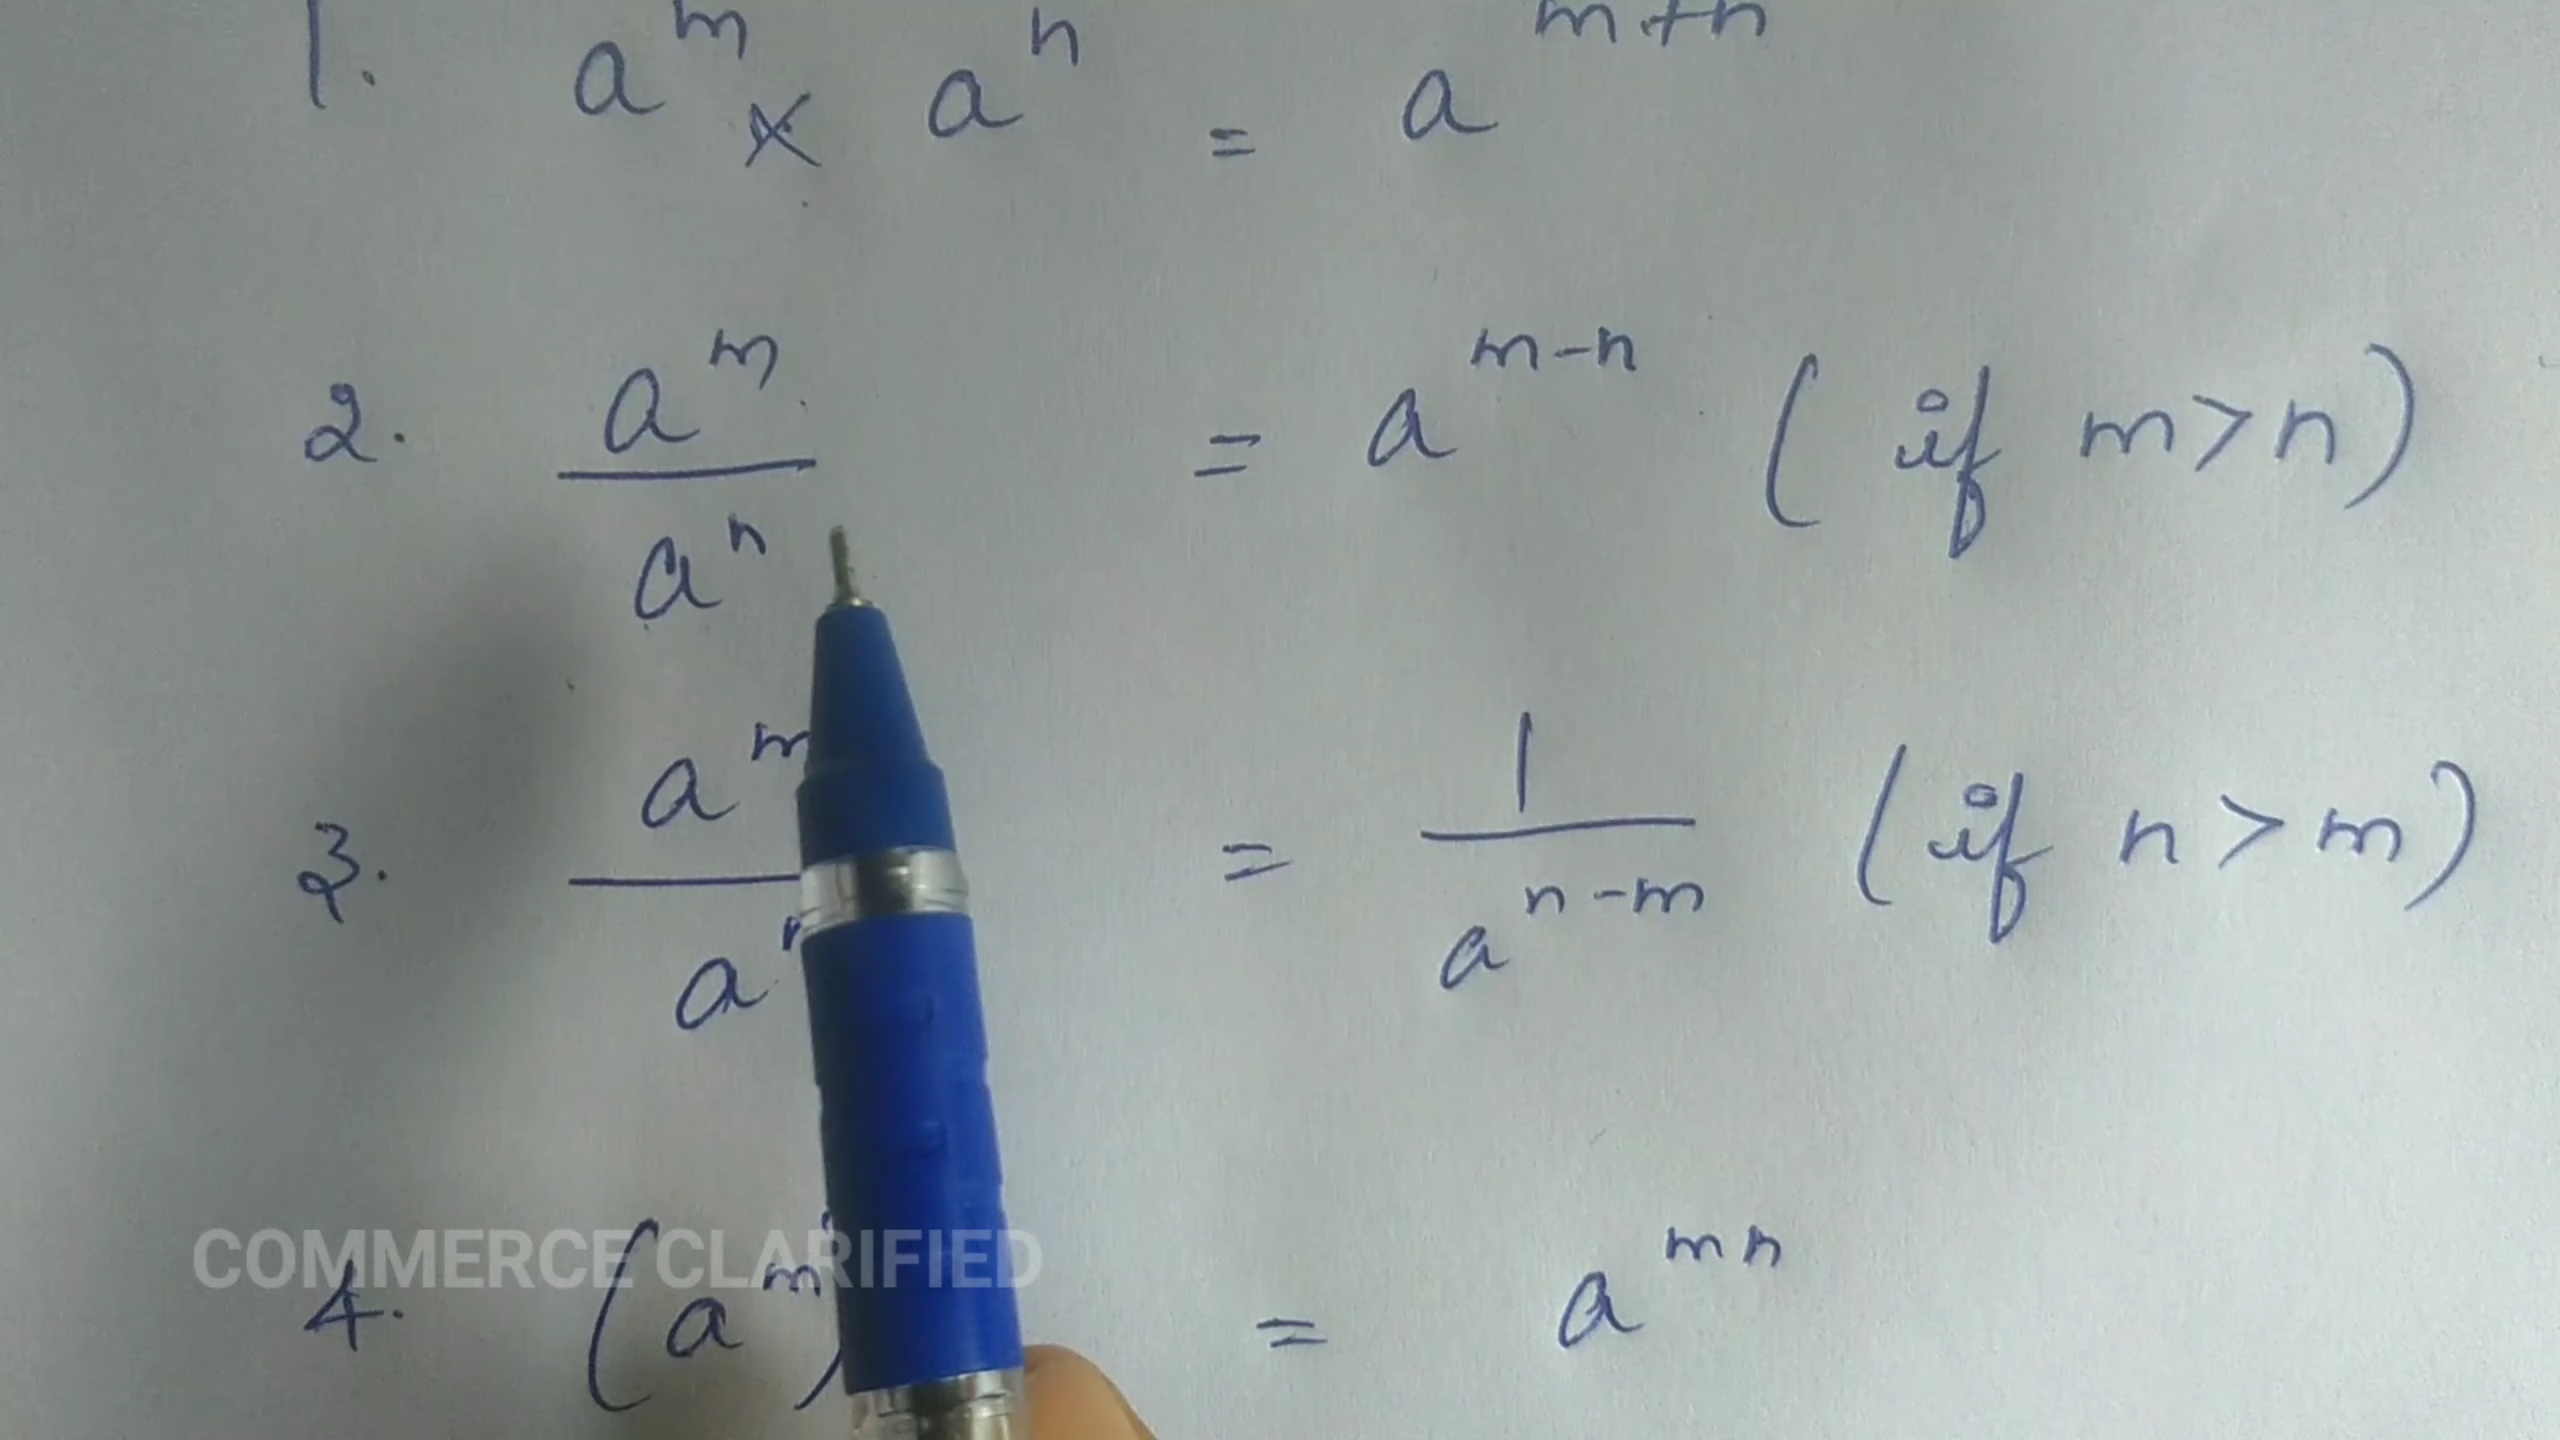 1. a^m × a^n = a^(m+n)
2. a^m / a^n = a^(m-n) (if m>n)
3. a^m / a^n = 1 / a^(n-m) (if n>m)
4. (a^m) = a^(mn)
COMMERCE CLARIFIED